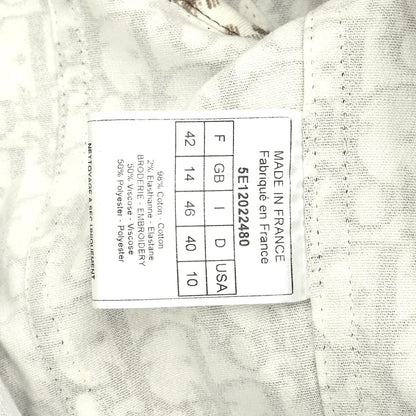 MADE IN FRANCE
Fabriqué en France
5E12022480
F GB I D USA
42 14 46 40 10
98% Coton - Cotton
2% Elasthanne - Elastane
BRODERIE - EMBROIDERY
50% Viscose - Viscose
50% Polyester - Polyester
NETTOYAGE A SEC UNIQUEMENT